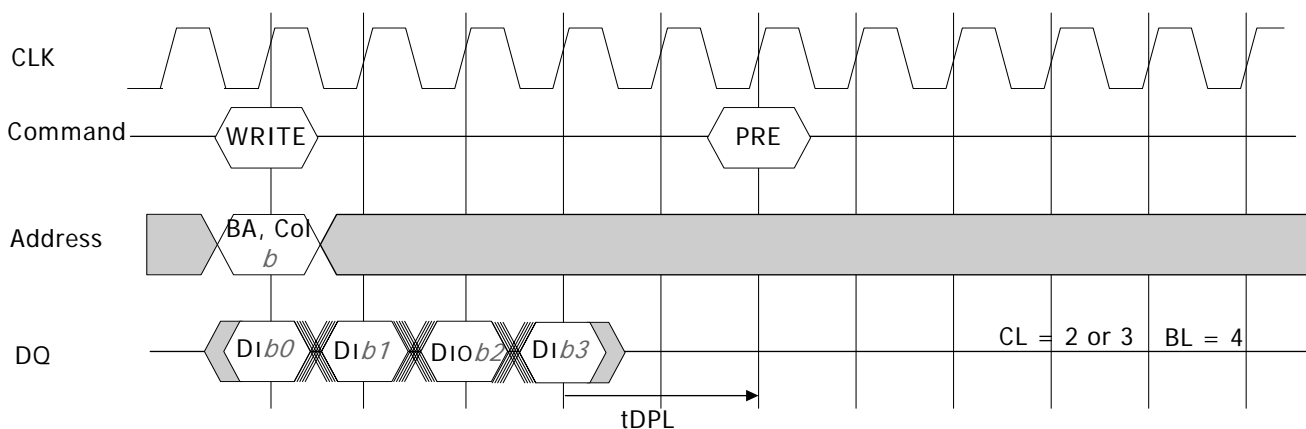 CLK
Command WRITE PRE
Address BA, Col
b
DQ DIb0 DIb1 DIOb2 DIb3 CL = 2 or 3 BL = 4
tDPL